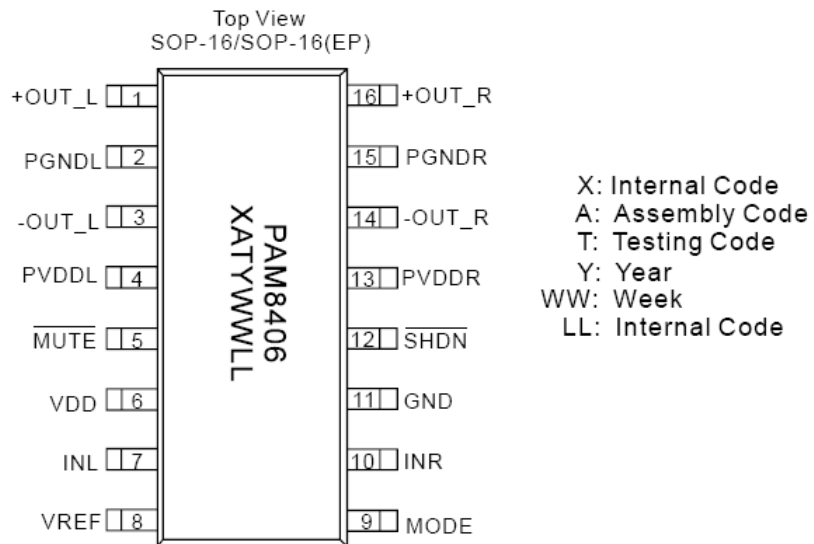 Top View
SOP-16/SOP-16(EP)
+OUT_L 1
16 +OUT_R
PGNDL 2
15 PGNDR
-OUT_L 3
14 -OUT_R
PVDDL 4
13 PVDDR
MUTE 5
12 SHDN
VDD 6
11 GND
INL 7
10 INR
VREF 8
9 MODE
PAM8406
XATYWWLL
X: Internal Code
A: Assembly Code
T: Testing Code
Y: Year
WW: Week
LL: Internal Code